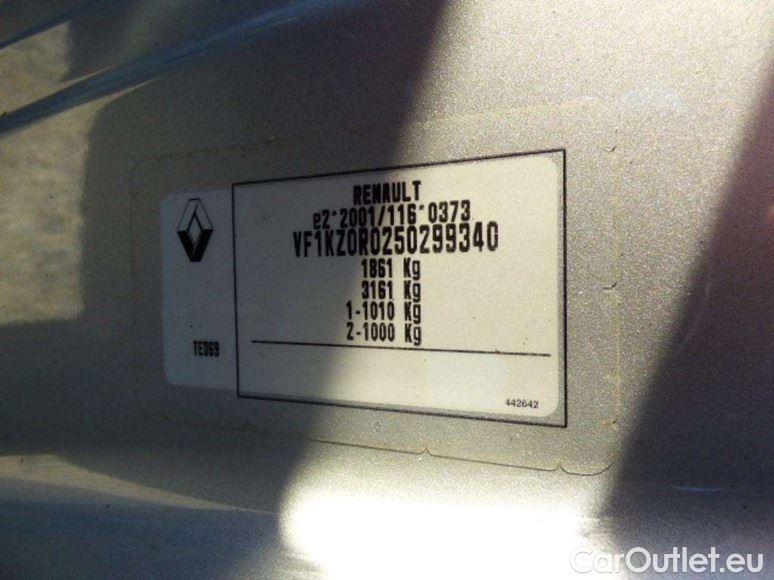 RENAULT
e2*2001/116*0373
VF1KZ0R0250299340
1861 Kg
3161 Kg
1-1010 Kg
2-1000 Kg
TED69
442642
CarOutlet.eu